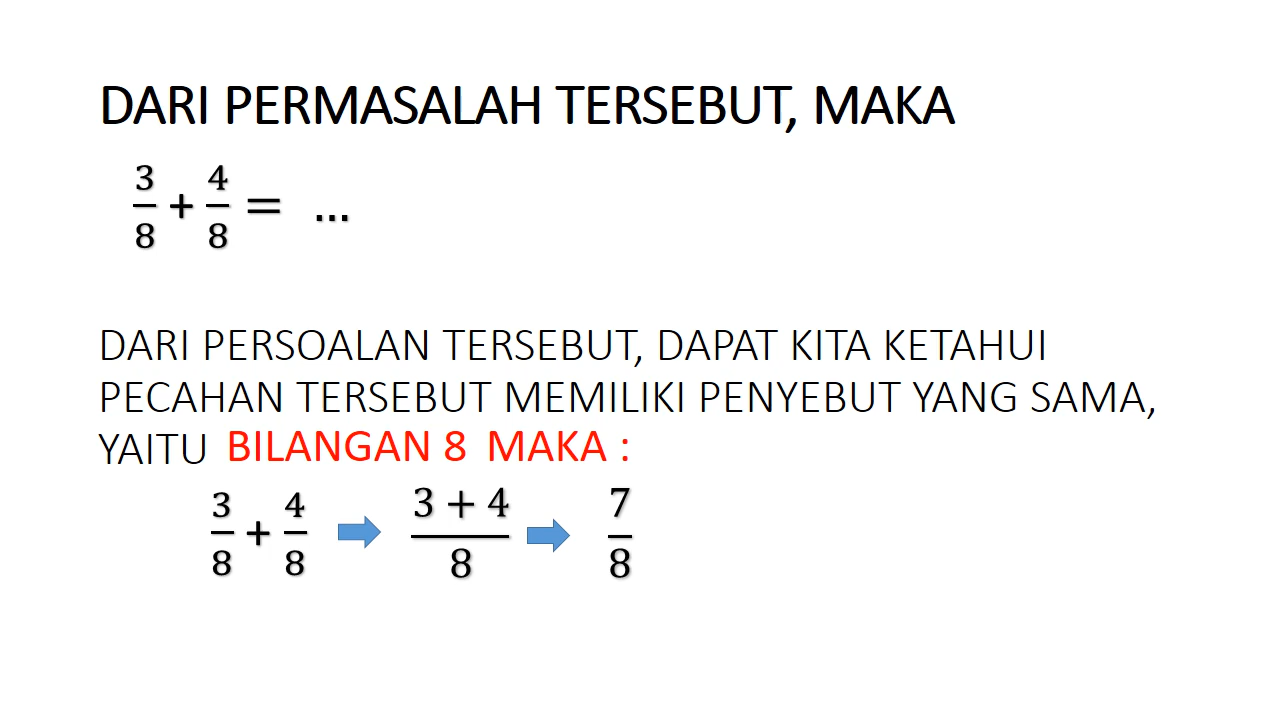 DARI PERMASALAH TERSEBUT, MAKA
3/8 + 4/8 = ...
DARI PERSOALAN TERSEBUT, DAPAT KITA KETAHUI
PECAHAN TERSEBUT MEMILIKI PENYEBUT YANG SAMA,
YAITU BILANGAN 8 MAKA :
3/8 + 4/8 ➡ 3 + 4/8 ➡ 7/8